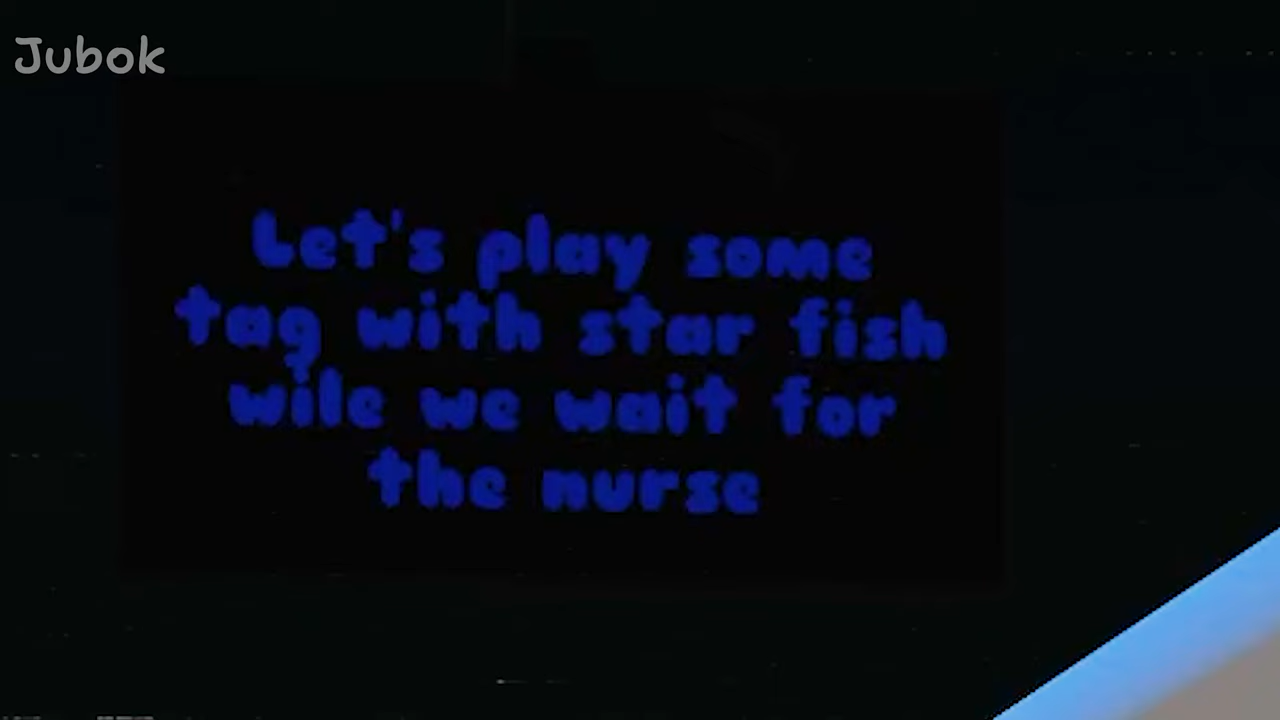 Jubok
Let's play some
tag with star fish
wile we wait for
the nurse